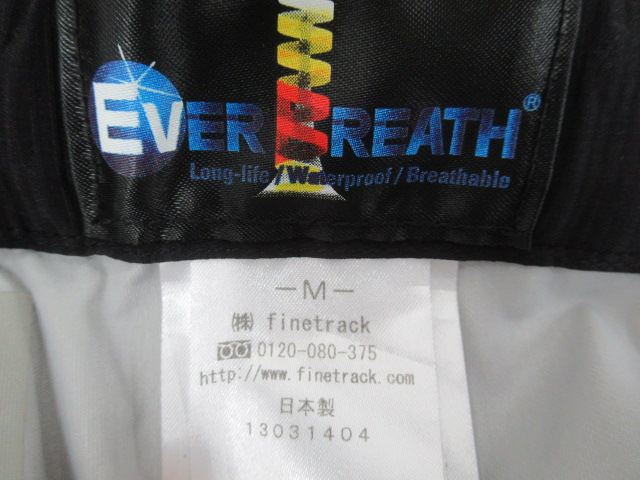 EVER BREATH®
Long-life / Waterproof / Breathable
－M－
㈱ finetrack
0120-080-375
http://www.finetrack.com
日本製
13031404